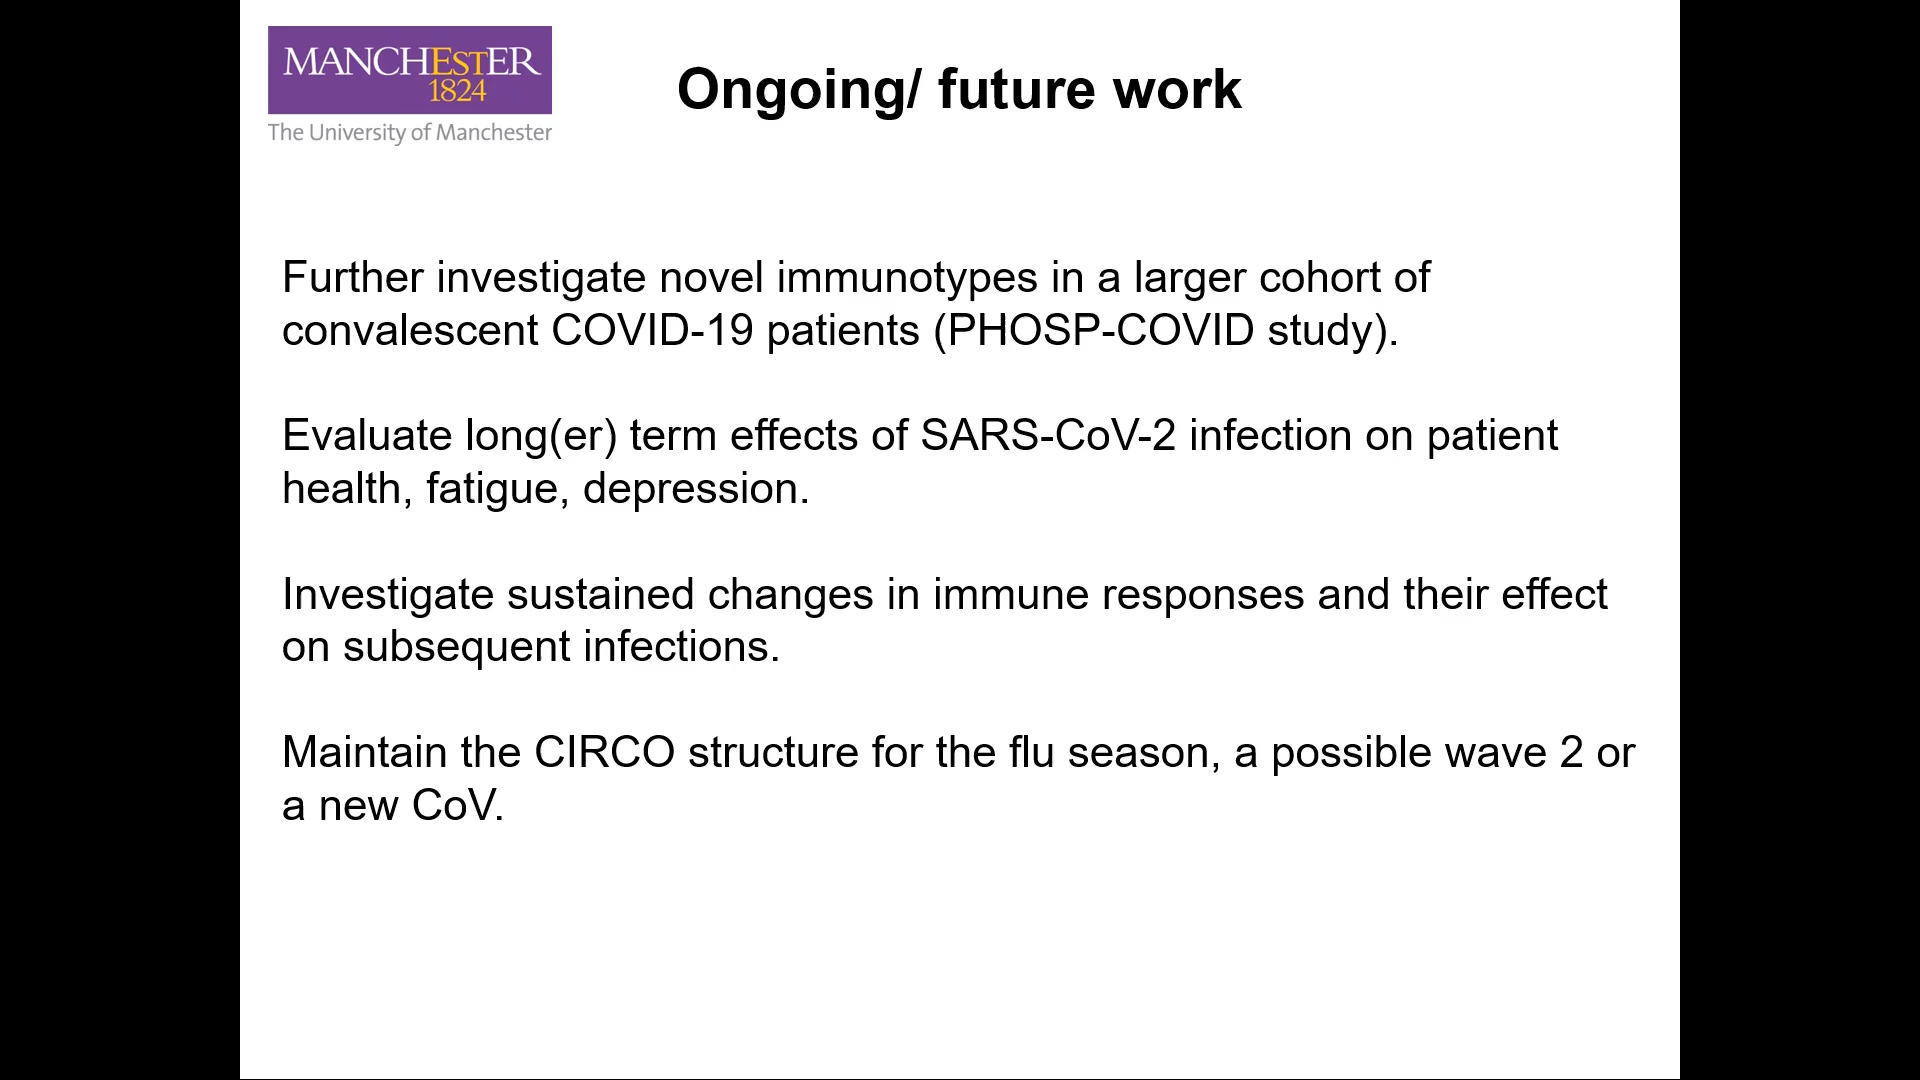 MANCHESTER
1824
The University of Manchester
Ongoing/ future work
Further investigate novel immunotypes in a larger cohort of
convalescent COVID-19 patients (PHOSP-COVID study).
Evaluate long(er) term effects of SARS-CoV-2 infection on patient
health, fatigue, depression.
Investigate sustained changes in immune responses and their effect
on subsequent infections.
Maintain the CIRCO structure for the flu season, a possible wave 2 or
a new CoV.